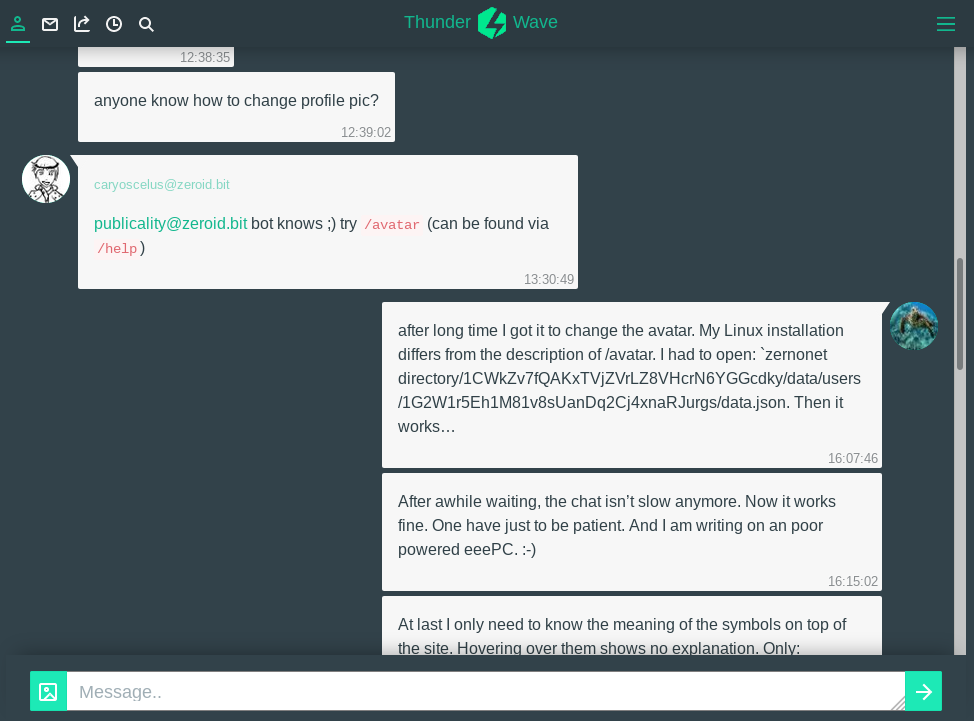 Thunder Wave
12:38:35
anyone know how to change profile pic?
12:39:02
caryoscelus@zeroid.bit
publicality@zeroid.bit bot knows ;) try /avatar (can be found via
/help)
13:30:49
after long time I got it to change the avatar. My Linux installation
differs from the description of /avatar. I had to open: `zernonet
directory/1CWkZv7fQAKxTVjZVrLZ8VHcrN6YGGcdky/data/users
/1G2W1r5Eh1M81v8sUanDq2Cj4xnaRJurgs/data.json. Then it
works…
16:07:46
After awhile waiting, the chat isn’t slow anymore. Now it works
fine. One have just to be patient. And I am writing on an poor
powered eeePC. :-)
16:15:02
At last I only need to know the meaning of the symbols on top of
the site. Hovering over them shows no explanation. Only:
Message..